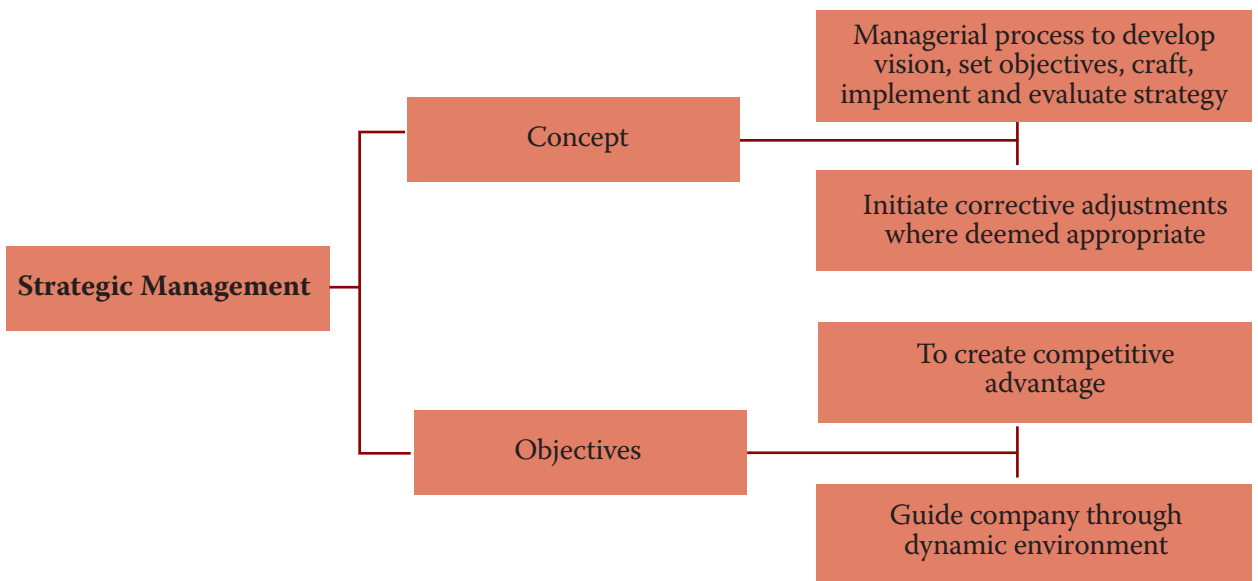 Managerial process to develop
vision, set objectives, craft,
implement and evaluate strategy
Concept
Initiate corrective adjustments
where deemed appropriate
Strategic Management
To create competitive
advantage
Objectives
Guide company through
dynamic environment